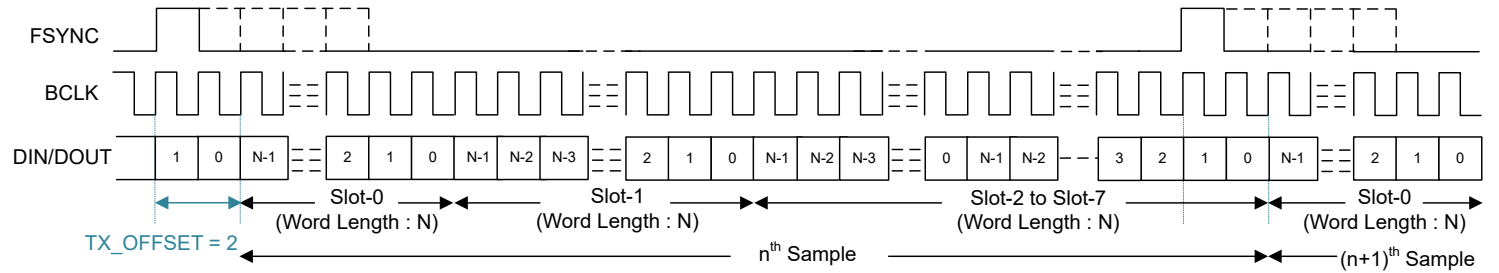 FSYNC
BCLK
DIN/DOUT
1 0 N-1 2 1 0 N-1 N-2 N-3 2 1 0 N-1 N-2 N-3 0 N-1 N-2 3 2 1 0 N-1 2 1 0
Slot-0
(Word Length : N)
Slot-1
(Word Length : N)
Slot-2 to Slot-7
(Word Length : N)
Slot-0
(Word Length : N)
TX_OFFSET = 2
nth Sample
(n+1)th Sample